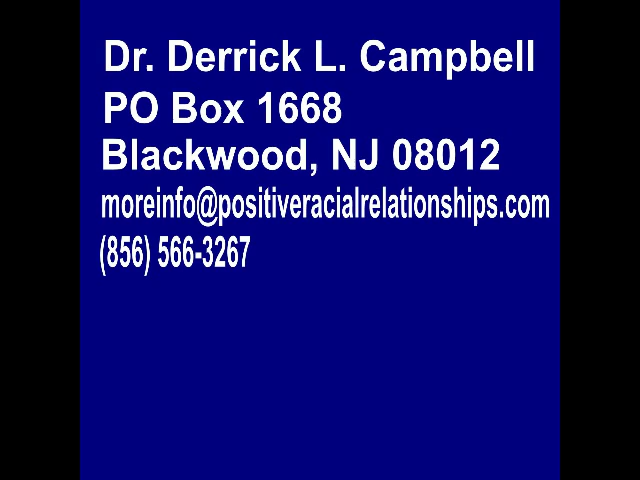 Dr. Derrick L. Campbell
PO Box 1668
Blackwood, NJ 08012
moreinfo@positiveracialrelationships.com
(856) 566-3267